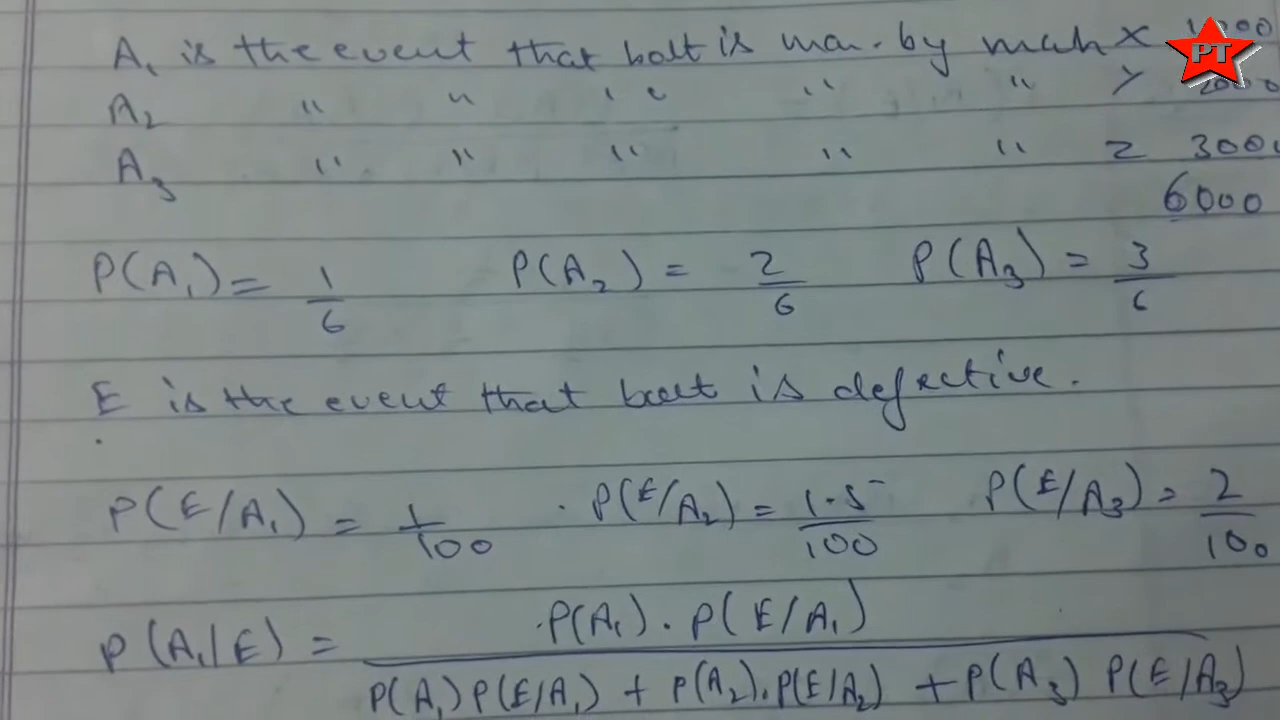 A₁ is the event that bolt is man. by mach X 1000
PT
A₂ " " " " " Y 2000
A₃ " " " " " Z 3000
6000
P(A₁) = 1/6 P(A₂) = 2/6 P(A₃) = 3/6
E is the event that bolt is defective.
P(E/A₁) = 1/100 . P(E/A₂) = 1.5/100 P(E/A₃) = 2/100
P(A₁/E) = P(A₁) . P(E/A₁)
P(A₁) P(E/A₁) + P(A₂).P(E/A₂) + P(A₃) P(E/A₃)